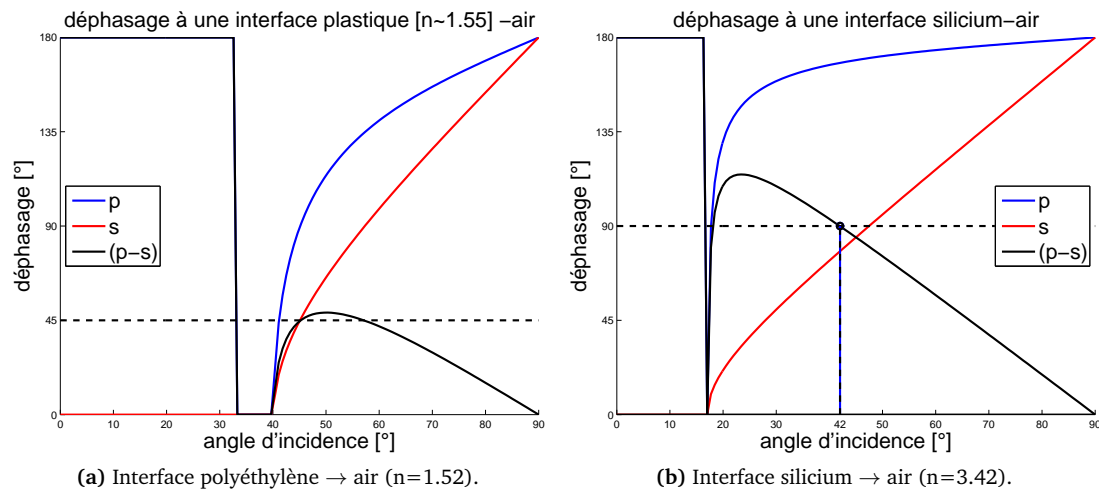 déphasage à une interface plastique [n~1.55] −air
déphasage [°]
180
135
90
45
0
p
s
(p−s)
0 10 20 30 40 50 60 70 80 90
angle d'incidence [°]
(a) Interface polyéthylène → air (n=1.52).
déphasage à une interface silicium−air
déphasage [°]
180
135
90
45
0
p
s
(p−s)
0 10 20 30 42 50 60 70 80 90
angle d'incidence [°]
(b) Interface silicium → air (n=3.42).